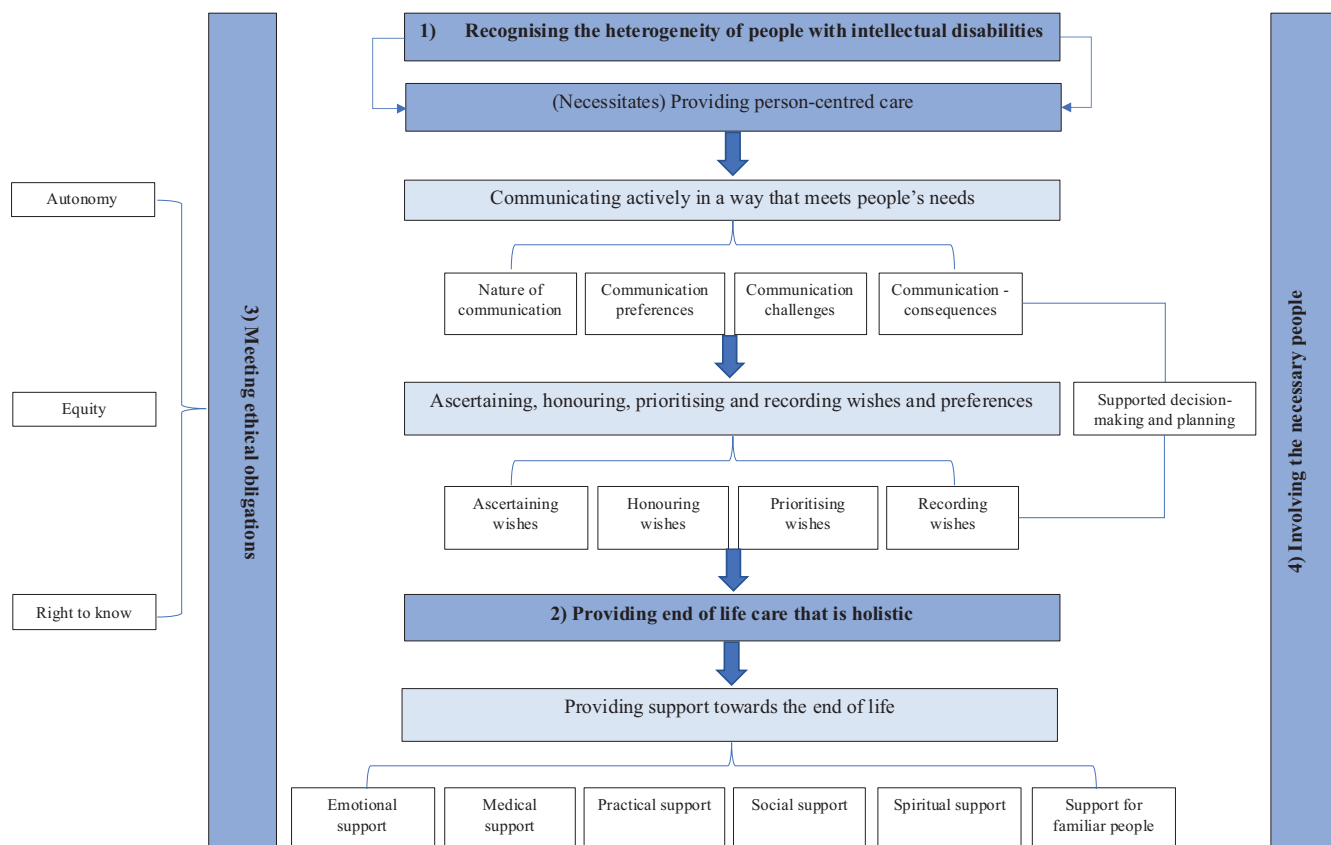 1) Recognising the heterogeneity of people with intellectual disabilities
(Necessitates) Providing person-centred care
Communicating actively in a way that meets people's needs
Nature of
communication
Communication
preferences
Communication
challenges
Communication -
consequences
Ascertaining, honouring, prioritising and recording wishes and preferences
Supported decision-
making and planning
Ascertaining
wishes
Honouring
wishes
Prioritising
wishes
Recording
wishes
2) Providing end of life care that is holistic
Providing support towards the end of life
Emotional
support
Medical
support
Practical support
Social support
Spiritual support
Support for
familiar people
3) Meeting ethical obligations
Autonomy
Equity
Right to know
4) Involving the necessary people